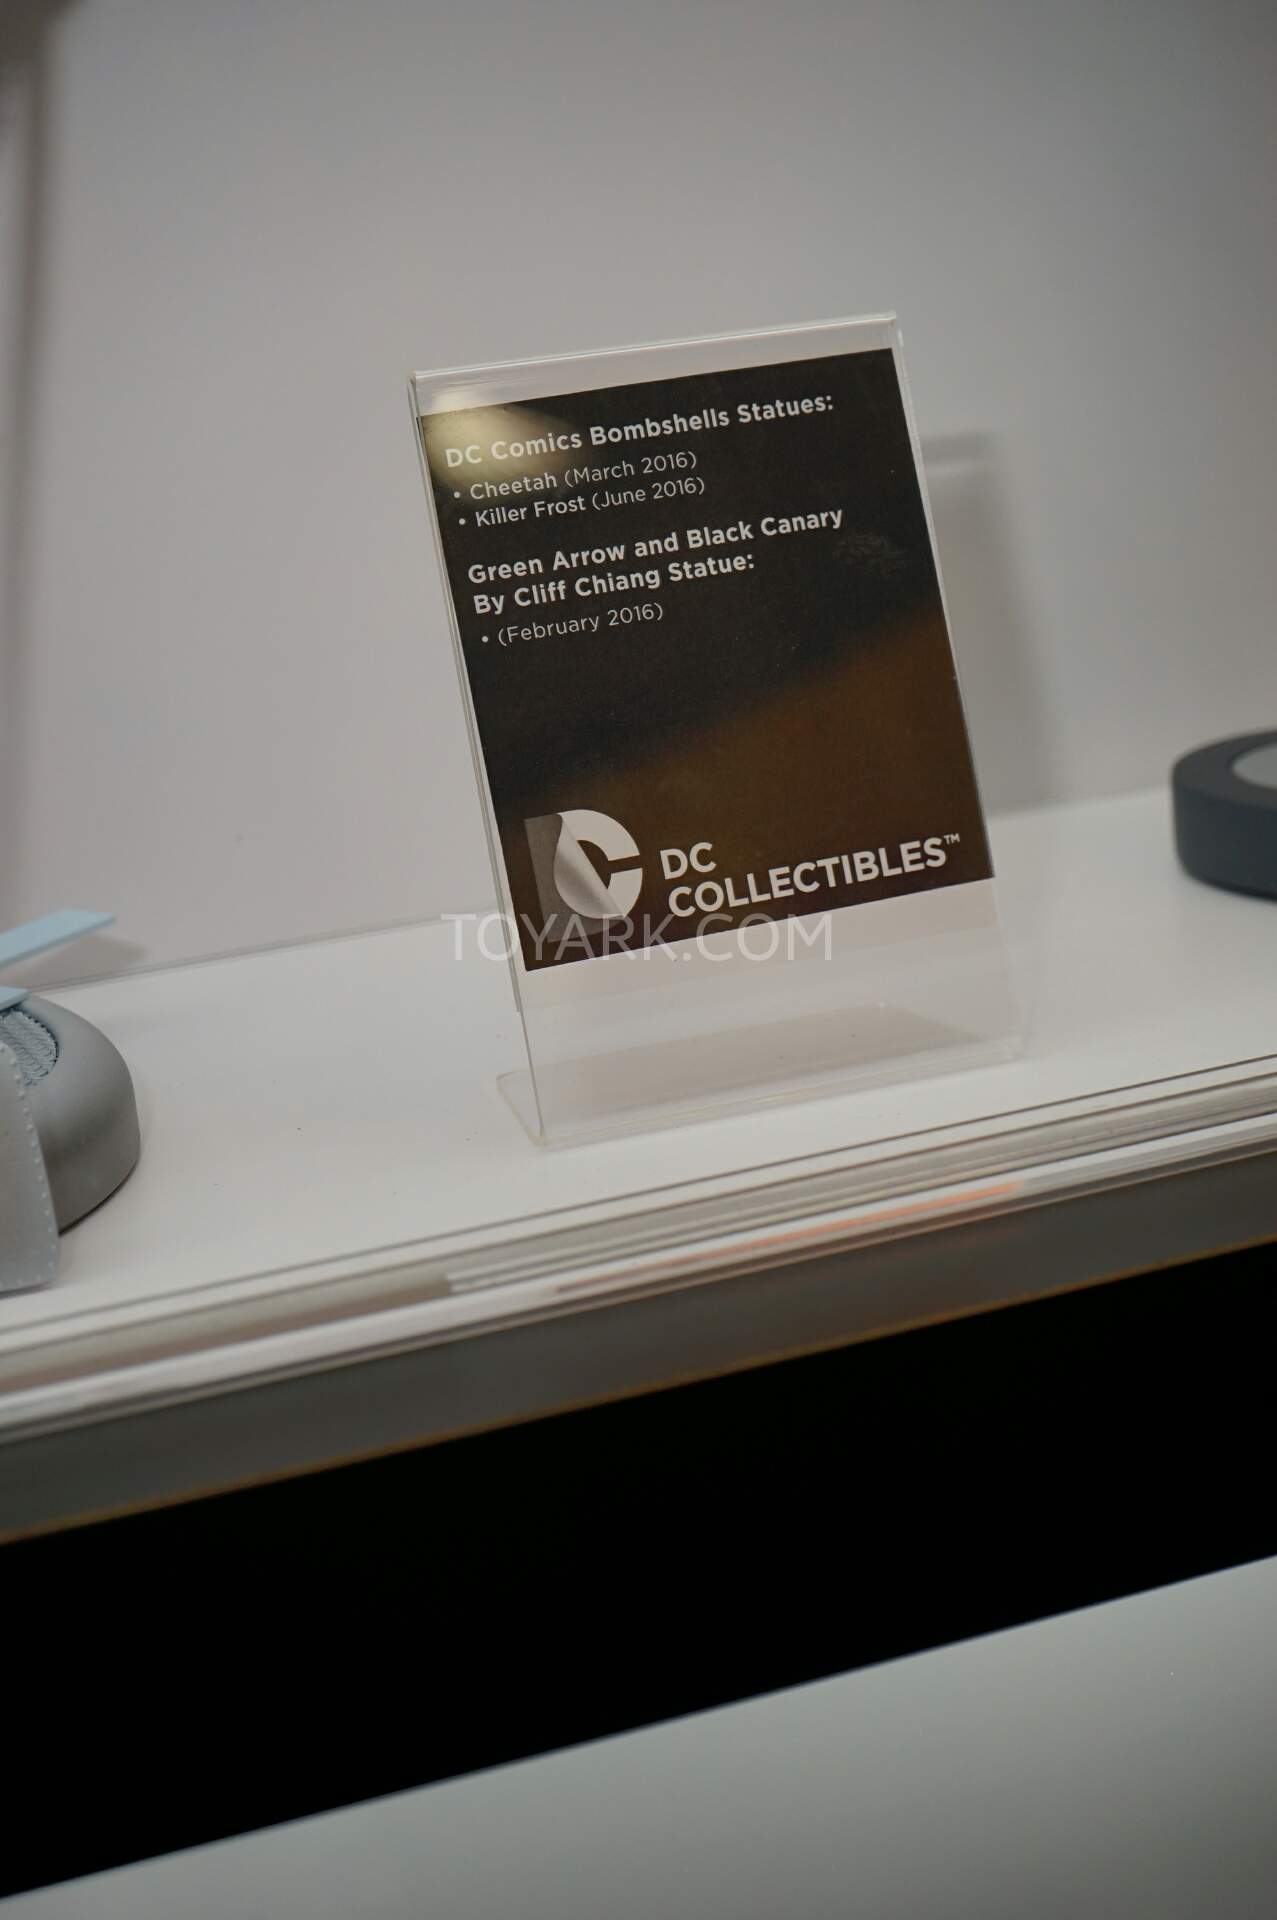 DC Comics Bombshells Statues:
• Cheetah (March 2016)
• Killer Frost (June 2016)
Green Arrow and Black Canary
By Cliff Chiang Statue:
• (February 2016)
DC
COLLECTIBLES™
TOYARK.COM